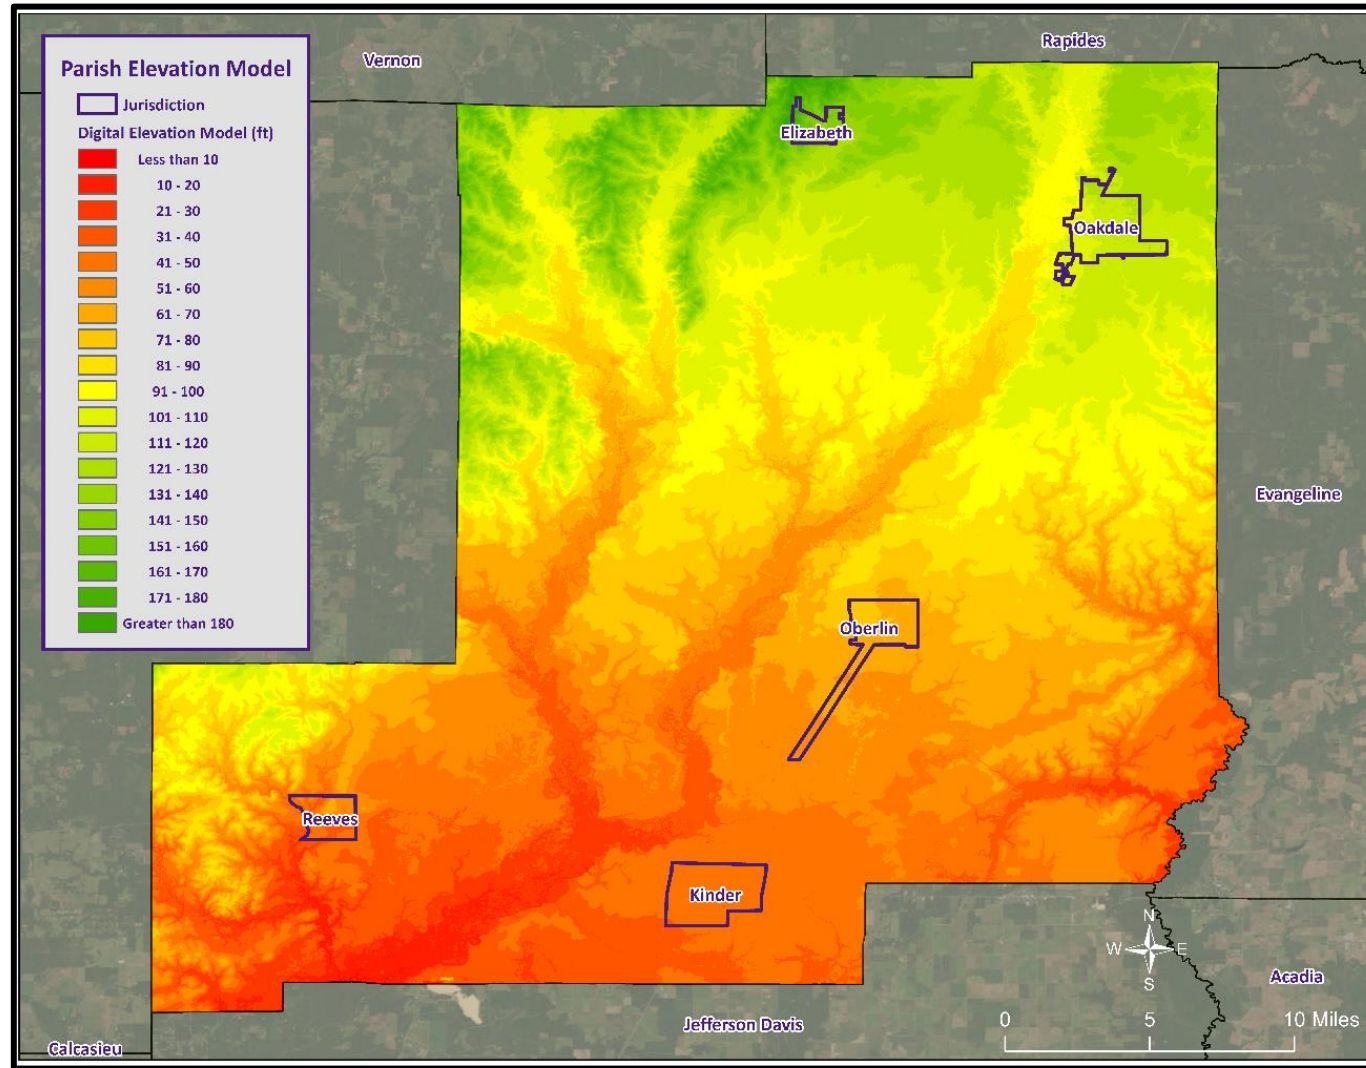 Rapides
Vernon
Parish Elevation Model
Jurisdiction
Digital Elevation Model (ft)
Less than 10
10 - 20
21 - 30
31 - 40
41 - 50
51 - 60
61 - 70
71 - 80
81 - 90
91 - 100
101 - 110
111 - 120
121 - 130
131 - 140
141 - 150
151 - 160
161 - 170
171 - 180
Greater than 180
Elizabeth
Oakdale
Evangeline
Oberlin
Reeves
Kinder
N
W E
S
Acadia
Jefferson Davis
0 5 10 Miles
Calcasieu